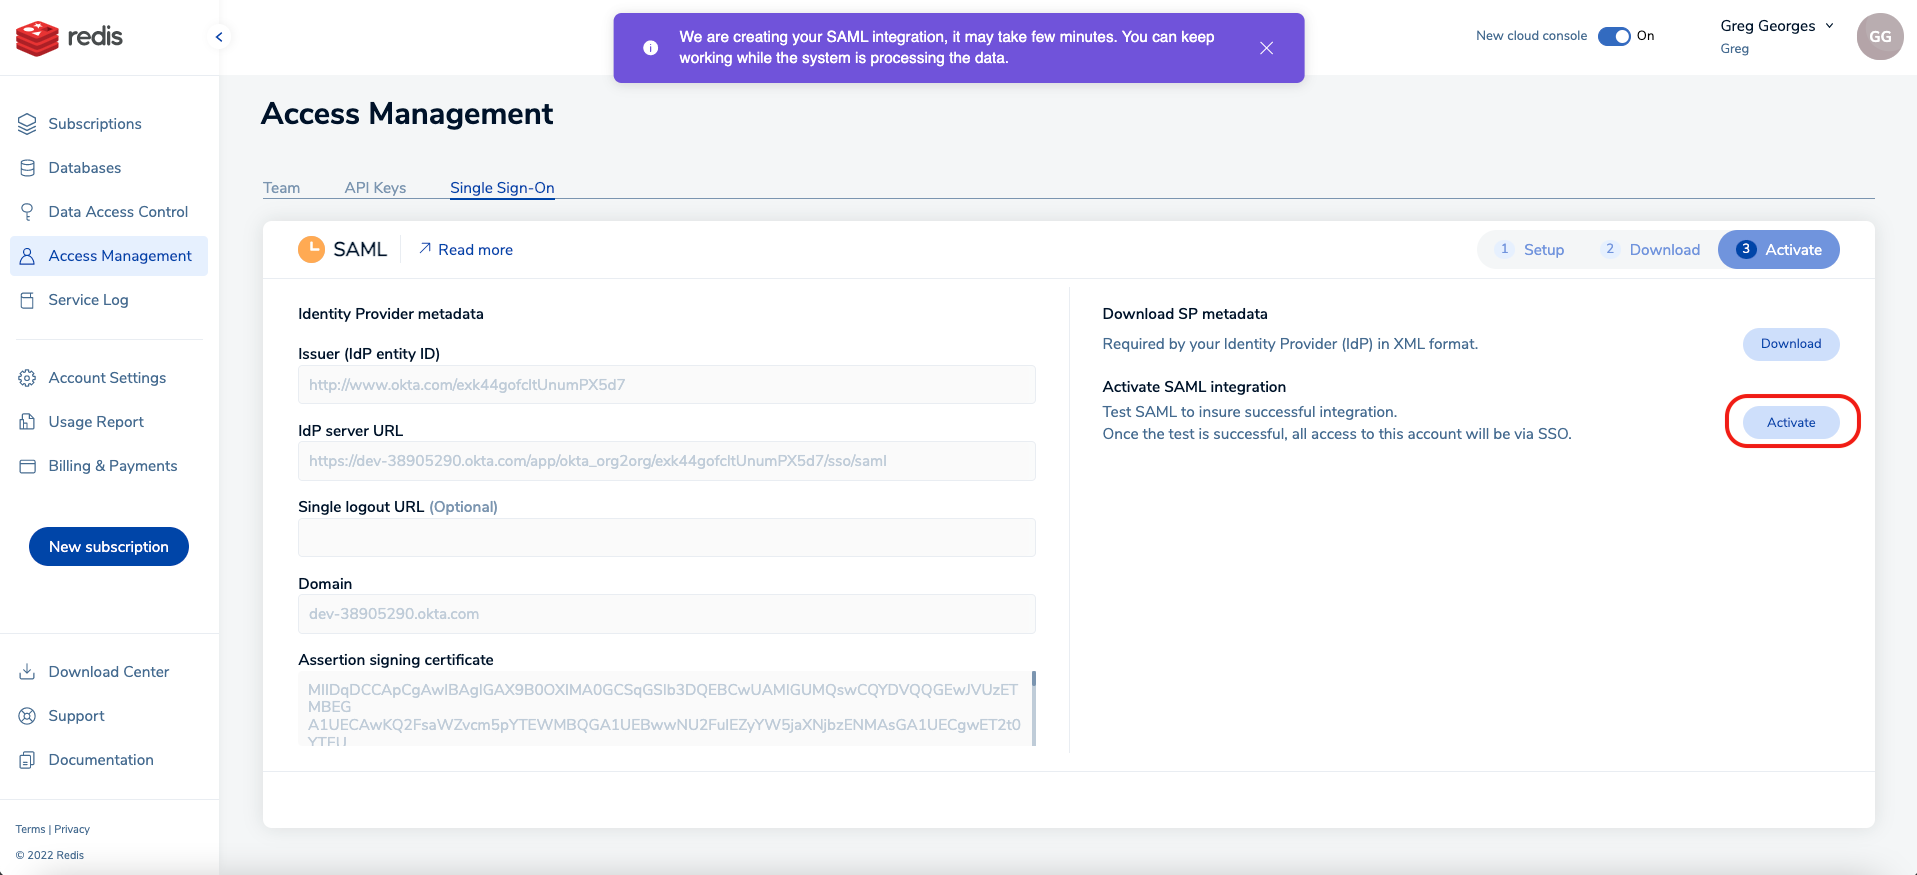 redis
We are creating your SAML integration, it may take few minutes. You can keep
working while the system is processing the data.
New cloud console
On
Greg Georges
Greg
GG
Subscriptions
Databases
Data Access Control
Access Management
Service Log
Account Settings
Usage Report
Billing & Payments
New subscription
Download Center
Support
Documentation
Terms | Privacy
© 2022 Redis
Access Management
Team
API Keys
Single Sign-On
SAML
Read more
1 Setup
2 Download
3 Activate
Identity Provider metadata
Issuer (IdP entity ID)
http://www.okta.com/exk44gofcltUnumPX5d7
IdP server URL
https://dev-38905290.okta.com/app/okta_org2org/exk44gofcltUnumPX5d7/sso/saml
Single logout URL (Optional)
Domain
dev-38905290.okta.com
Assertion signing certificate
MIIDqDCCApCgAwIBAgIGAX9B0OXIMA0GCSqGSIb3DQEBCwUAMIGUMQswCQYDVQQGEwJVUzET
MBEG
A1UECAwKQ2FsaWZvcm5pYTEWMBQGA1UEBwwNU2FuIEZyYW5jaXNjbzENMAsGA1UECgwET2t0
YTEU
Download SP metadata
Required by your Identity Provider (IdP) in XML format.
Download
Activate SAML integration
Test SAML to insure successful integration.
Once the test is successful, all access to this account will be via SSO.
Activate